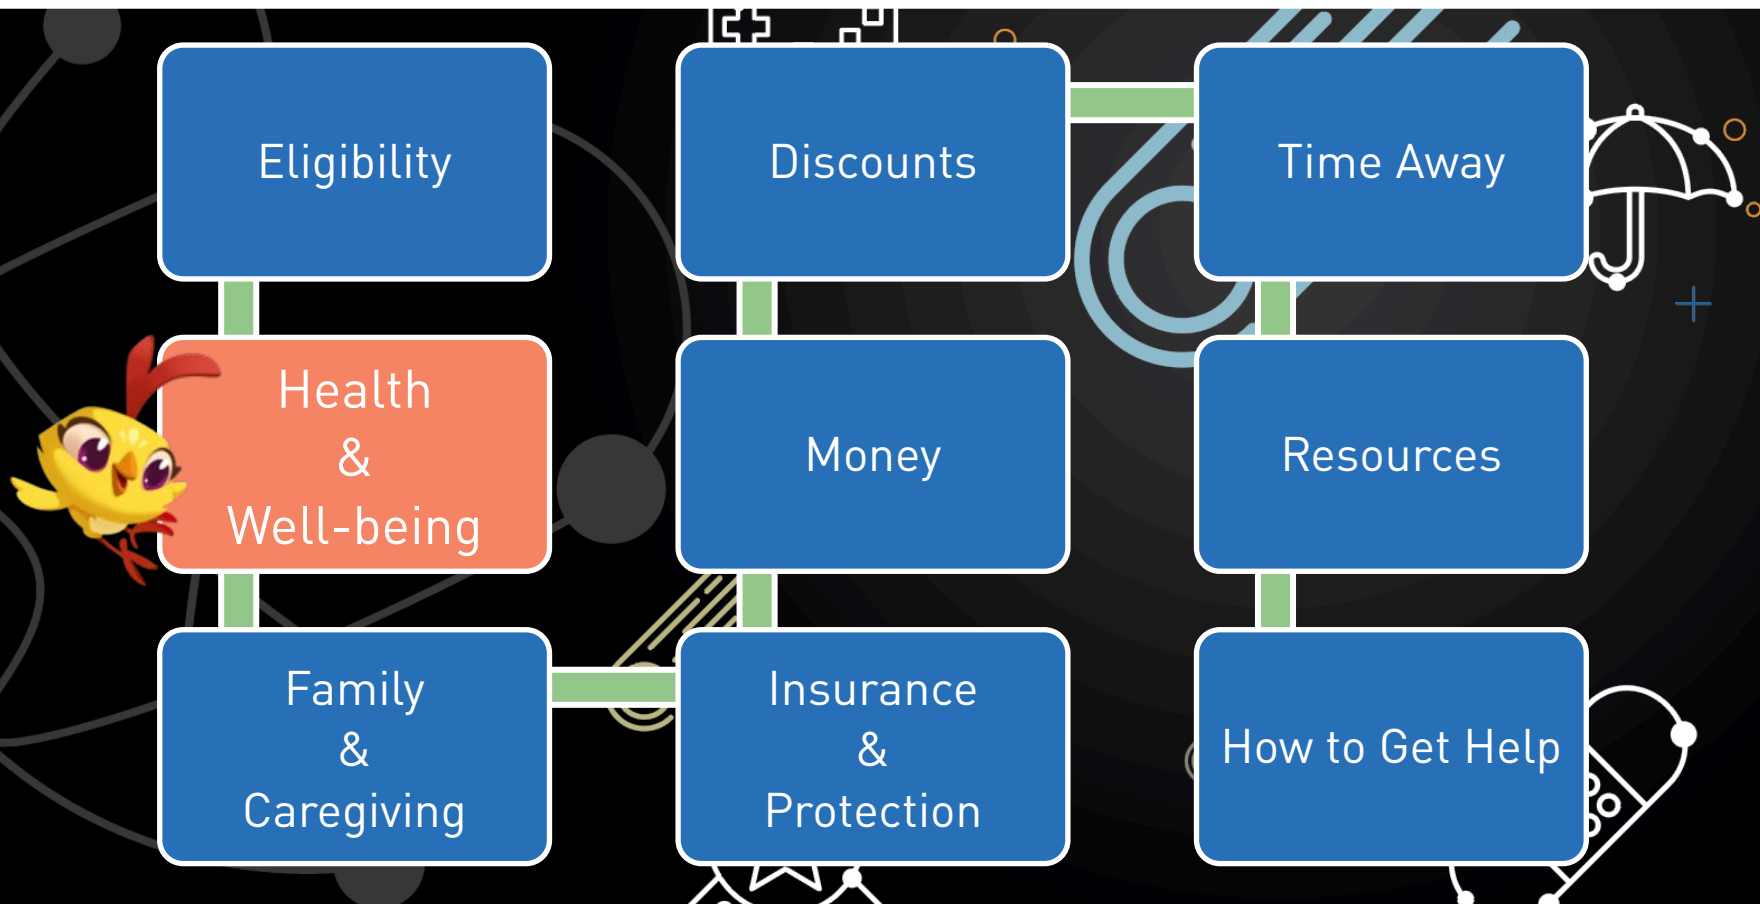 Eligibility
Health
&
Well-being
Family
&
Caregiving
Insurance
&
Protection
Money
Discounts
Time Away
Resources
How to Get Help